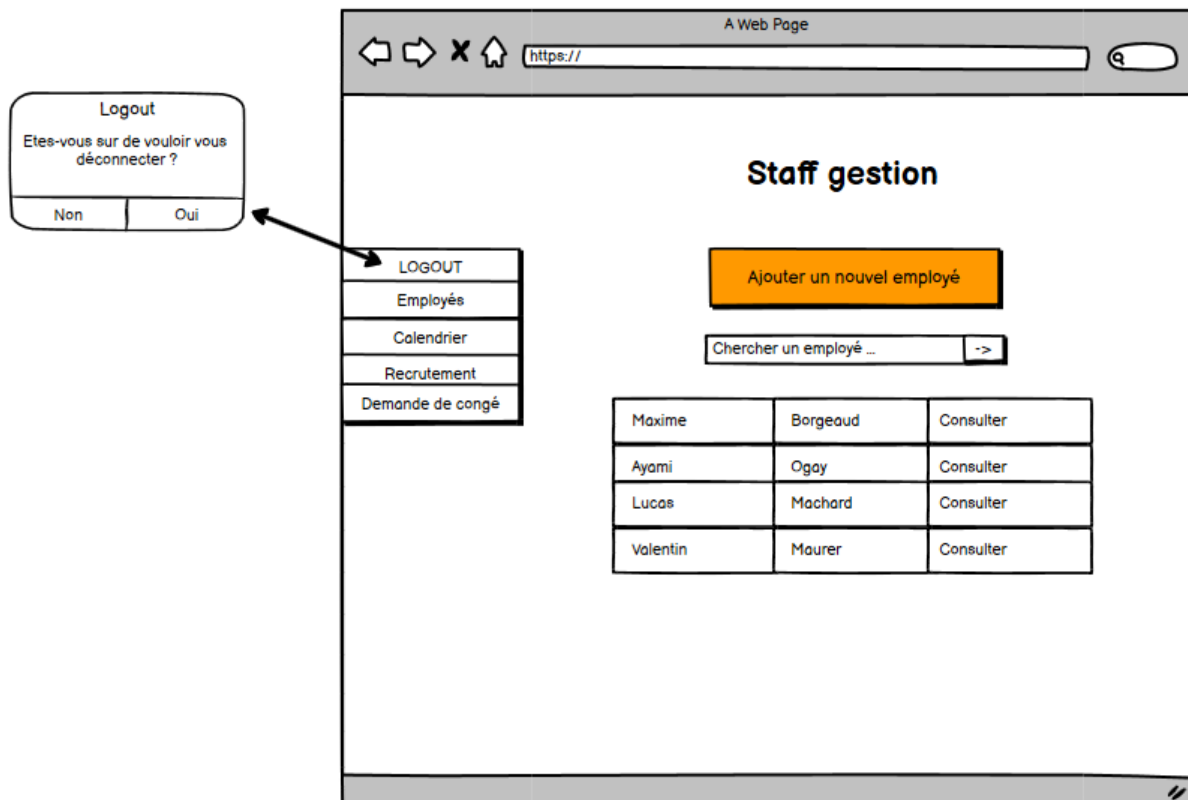 A Web Page
https://
Logout
Etes-vous sur de vouloir vous
déconnecter ?
Non Oui
Staff gestion
LOGOUT
Employés
Calendrier
Recrutement
Demande de congé
Ajouter un nouvel employé
Chercher un employé ... ->
Maxime Borgeaud Consulter
Ayami Ogay Consulter
Lucas Machard Consulter
Valentin Maurer Consulter